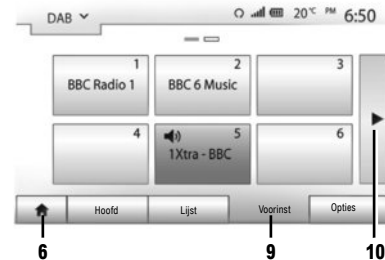 DAB 20°C PM 6:50
1 2 3
BBC Radio 1 BBC 6 Music
4 5 6
1Xtra - BBC
Hoofd Lijst Voorinst Opties
6 9 10